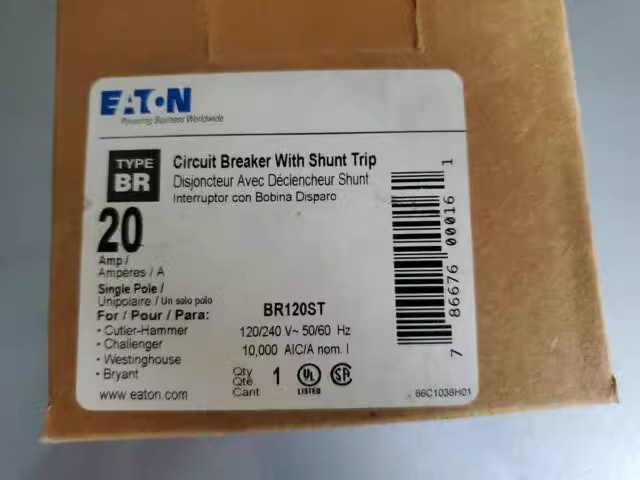 EATON
Powering Business Worldwide
TYPE
BR
Circuit Breaker With Shunt Trip
Disjoncteur Avec Déclencheur Shunt
Interruptor con Bobina Disparo
20
Amp /
Ampères / A
Single Pole /
Unipolaire / Un solo polo
For / Pour / Para:
• Cutler-Hammer
• Challenger
• Westinghouse
• Bryant
www.eaton.com
BR120ST
120/240 V~ 50/60 Hz
10,000 AIC/A nom. I
Qty
Qté
Cant
1
UL
LISTED
SA
7 86676 00016 1
66C1038H01